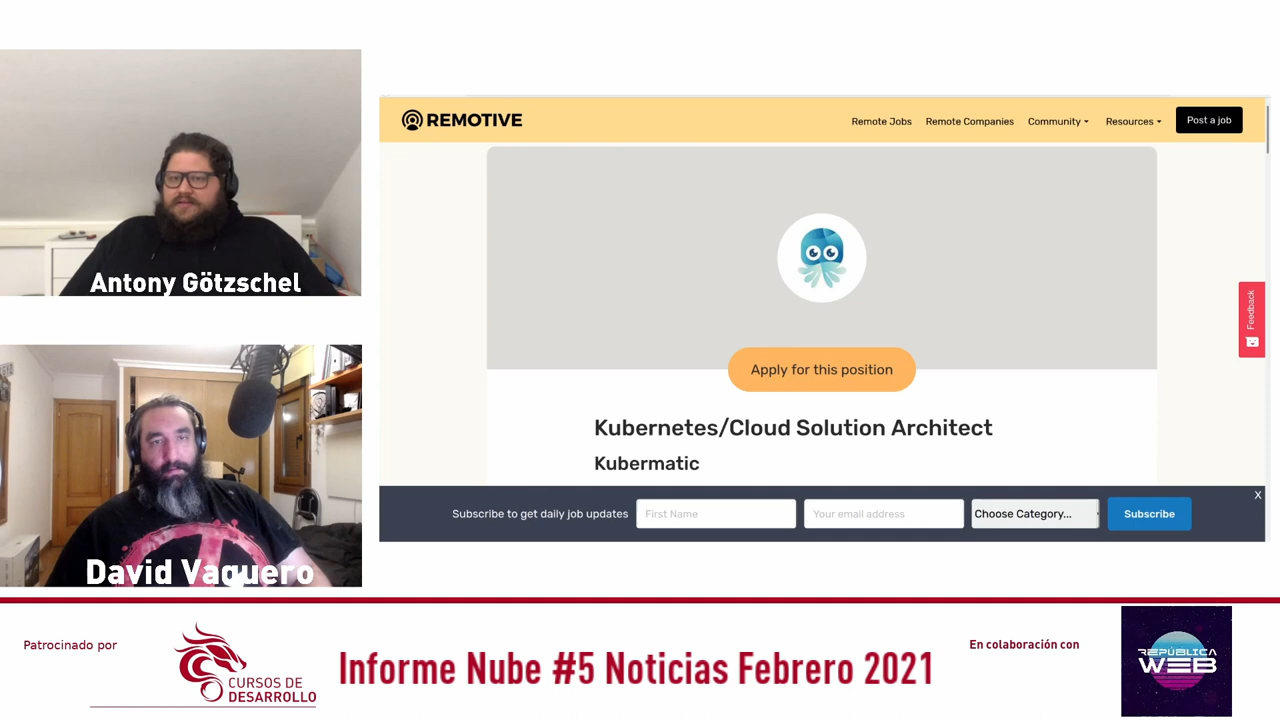 Antony Götzschel
David Vaquero
REMOTIVE
Remote Jobs
Remote Companies
Community
Resources
Post a job
Feedback
Apply for this position
Kubernetes/Cloud Solution Architect
Kubermatic
X
Subscribe to get daily job updates
First Name
Your email address
Choose Category...
Subscribe
Patrocinado por
CURSOS DE
DESARROLLO
Informe Nube #5 Noticias Febrero 2021
En colaboración con
REPÚBLICA
WEB